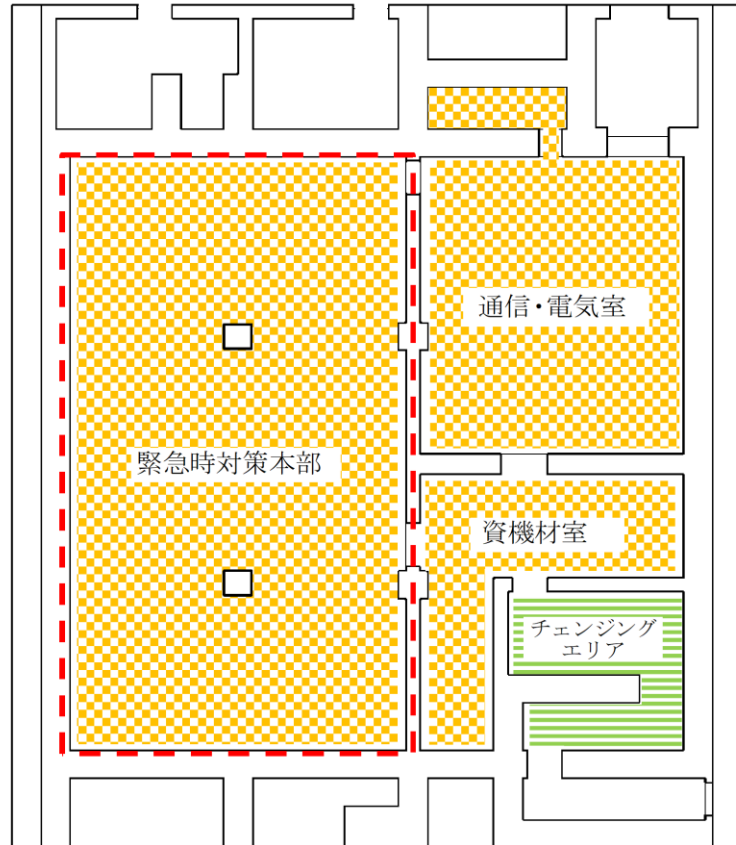 通信・電気室
緊急時対策本部
資機材室
チェンジング
エリア